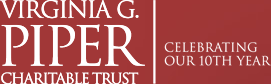 VIRGINIA G.
PIPER
CHARITABLE TRUST
CELEBRATING
OUR 10TH YEAR